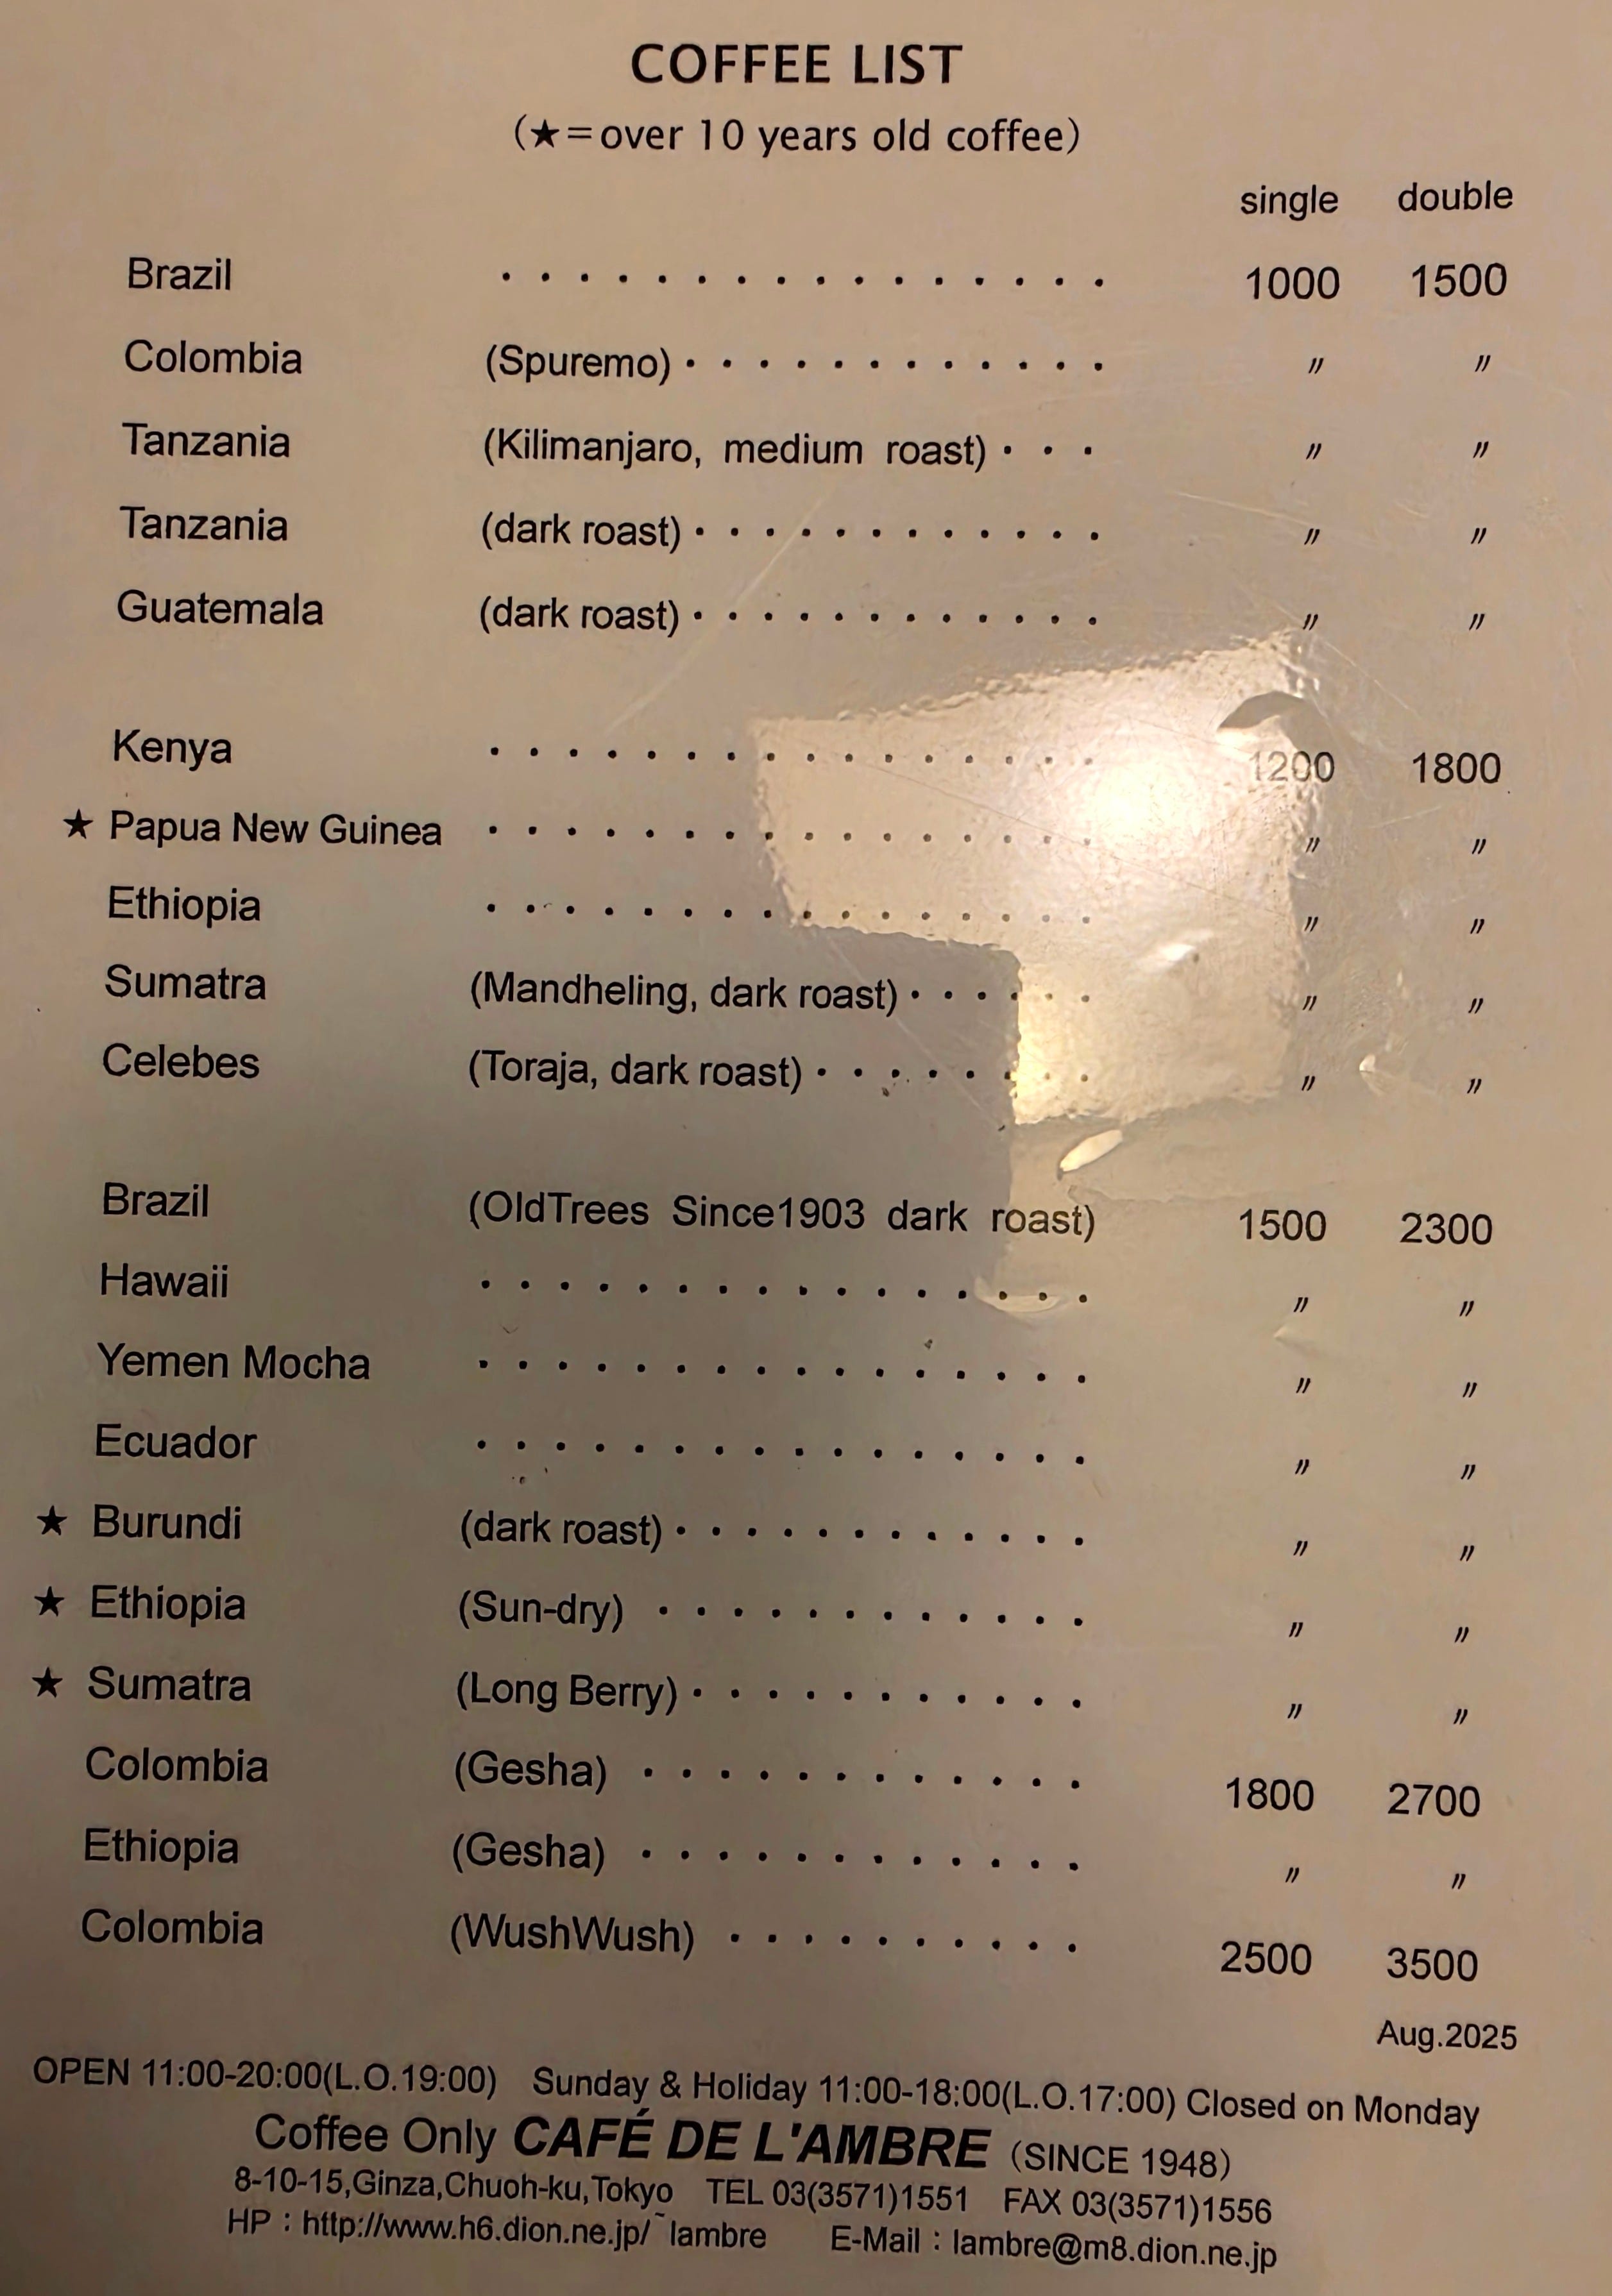 COFFEE LIST
(★=over 10 years old coffee)
single double
Brazil ················ 1000 1500
Colombia (Spuremo)············ 〃 〃
Tanzania (Kilimanjaro, medium roast)··· 〃 〃
Tanzania (dark roast)············ 〃 〃
Guatemala (dark roast)············ 〃 〃
Kenya ················ 1200 1800
★ Papua New Guinea ················ 〃 〃
Ethiopia ················ 〃 〃
Sumatra (Mandheling, dark roast)······ 〃 〃
Celebes (Toraja, dark roast)········ 〃 〃
Brazil (OldTrees Since1903 dark roast) 1500 2300
Hawaii ················ 〃 〃
Yemen Mocha ················ 〃 〃
Ecuador ················ 〃 〃
★ Burundi (dark roast)············ 〃 〃
★ Ethiopia (Sun-dry) ············ 〃 〃
★ Sumatra (Long Berry)··········· 〃 〃
Colombia (Gesha) ············ 1800 2700
Ethiopia (Gesha) ············ 〃 〃
Colombia (WushWush) ·········· 2500 3500
Aug.2025
OPEN 11:00-20:00(L.O.19:00) Sunday & Holiday 11:00-18:00(L.O.17:00) Closed on Monday
Coffee Only CAFÉ DE L'AMBRE (SINCE 1948)
8-10-15,Ginza,Chuoh-ku,Tokyo TEL 03(3571)1551 FAX 03(3571)1556
HP：http://www.h6.dion.ne.jp/~lambre E-Mail：lambre@m8.dion.ne.jp